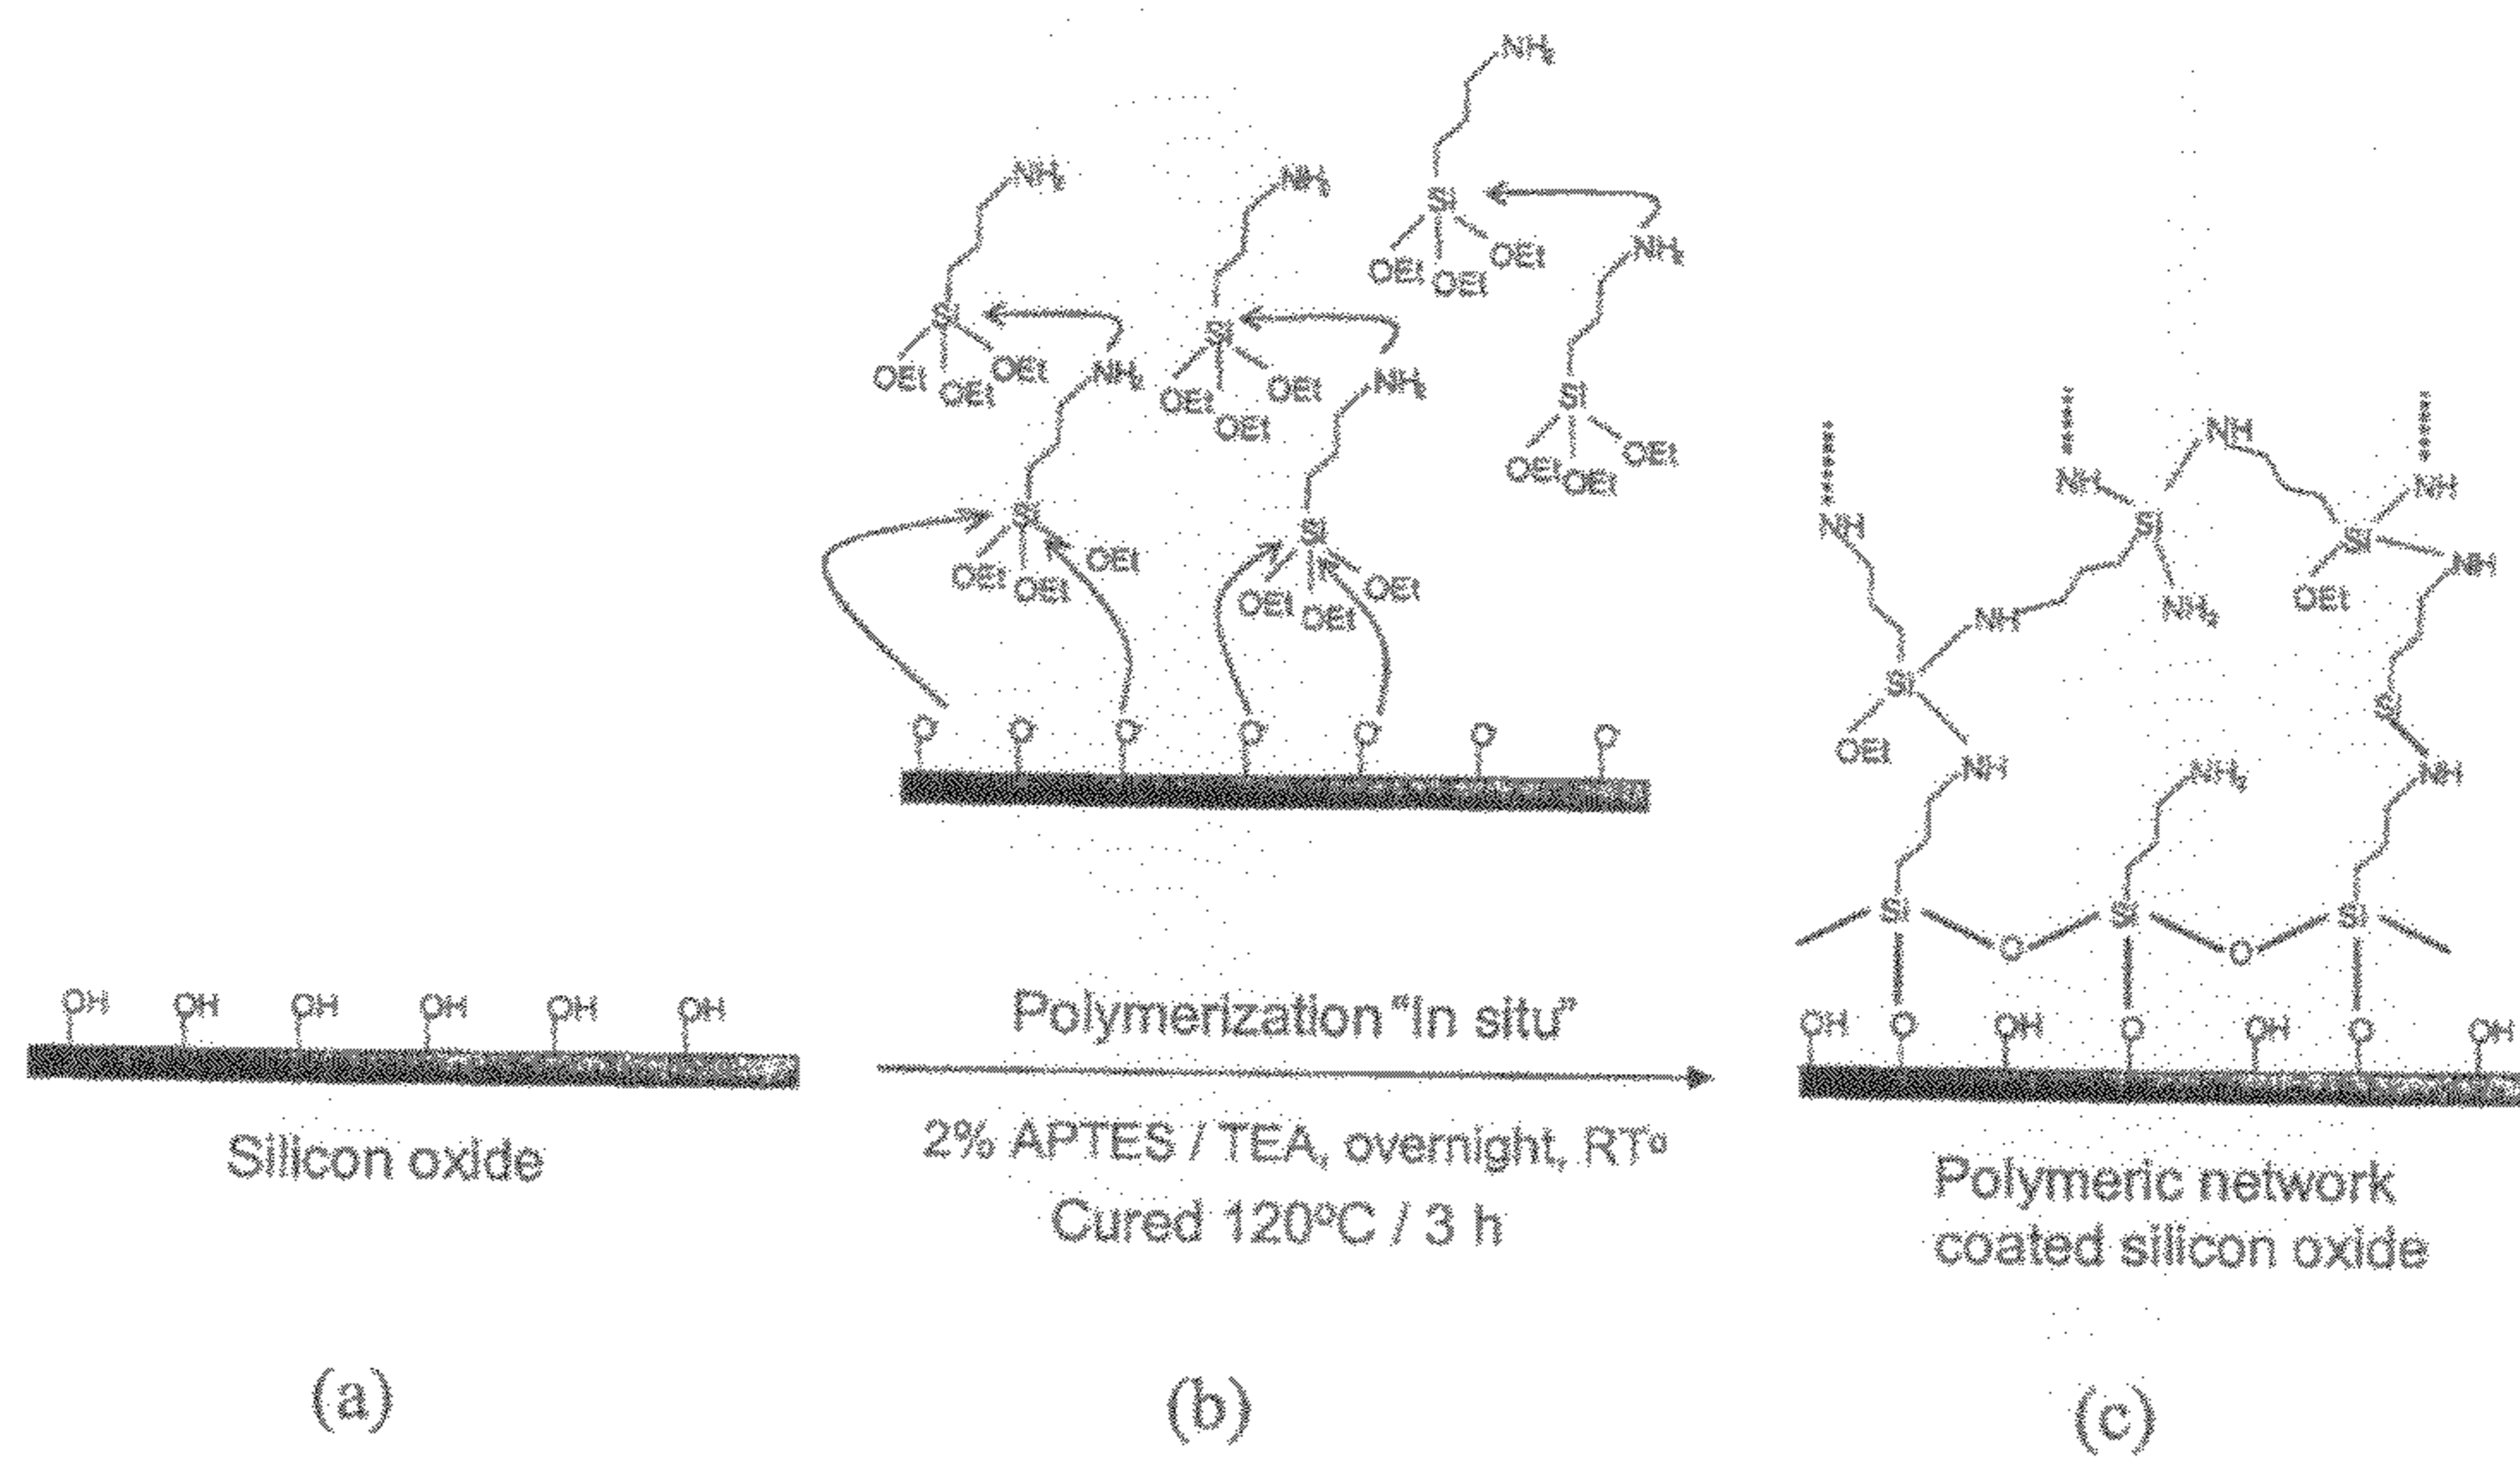 NH₂
NH₂
NH₂
Si
NH₂
OEt
OEt
OEt
Si
OEt
OEt
OEt
NH₂
Si
OEt
OEt
OEt
NH₂
Si
OEt
OEt
OEt
Si
OEt
OEt
OEt
Si
OEt
OEt
OEt
O⁻ O⁻ O⁻ O⁻ O⁻ O⁻ O⁻
NH
NH
NH
NH
Si
Si
NH
OEt
NH
NH₂
Si
Si
OEt
NH
NH₂
NH
Si
Si
Si
O
O
OH
O
OH
O
OH
O
OH
OH OH OH OH OH OH
Silicon oxide
Polymerization "In situ"
2% APTES / TEA, overnight, RTº
Cured 120ºC / 3 h
Polymeric network
coated silicon oxide
(a)
(b)
(c)